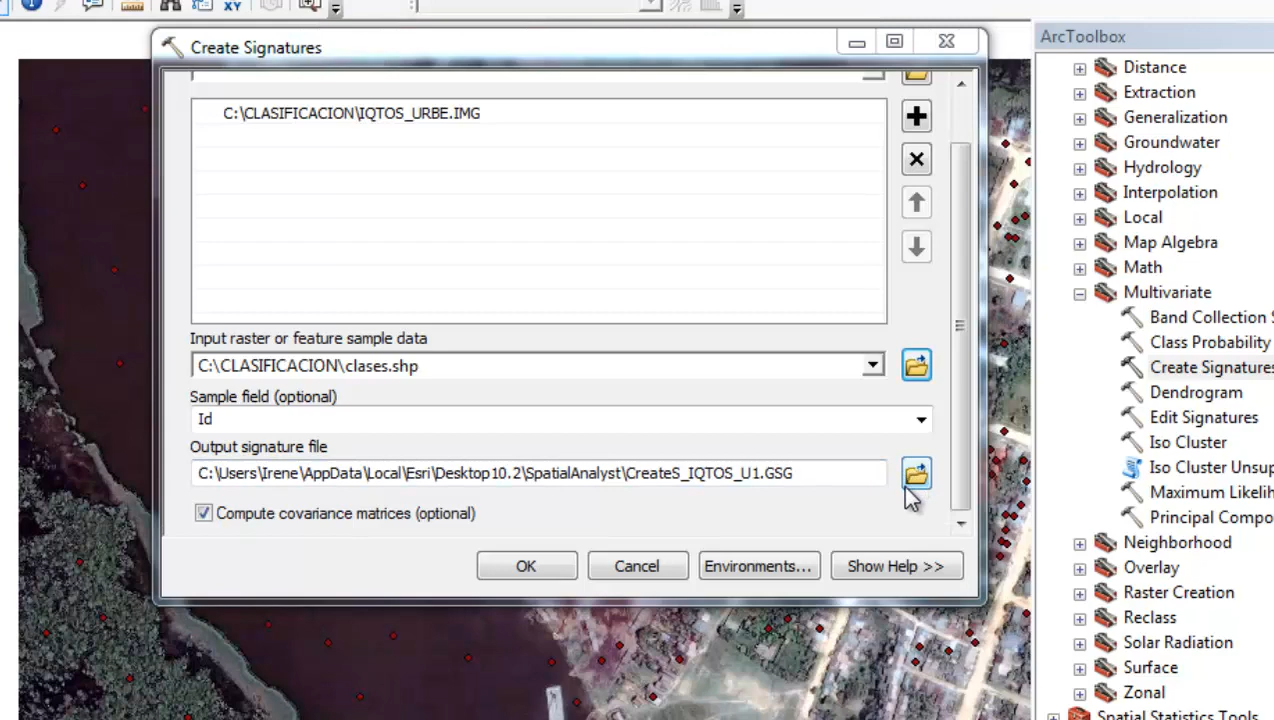 XY
Create Signatures
C:\CLASIFICACION\IQTOS_URBE.IMG
Input raster or feature sample data
C:\CLASIFICACION\clases.shp
Sample field (optional)
Id
Output signature file
C:\Users\Irene\AppData\Local\Esri\Desktop10.2\SpatialAnalyst\CreateS_IQTOS_U1.GSG
Compute covariance matrices (optional)
OK
Cancel
Environments...
Show Help >>
ArcToolbox
Distance
Extraction
Generalization
Groundwater
Hydrology
Interpolation
Local
Map Algebra
Math
Multivariate
Band Collection S
Class Probability
Create Signatures
Dendrogram
Edit Signatures
Iso Cluster
Iso Cluster Unsup
Maximum Likelih
Principal Compo
Neighborhood
Overlay
Raster Creation
Reclass
Solar Radiation
Surface
Zonal
Spatial Statistics Tools